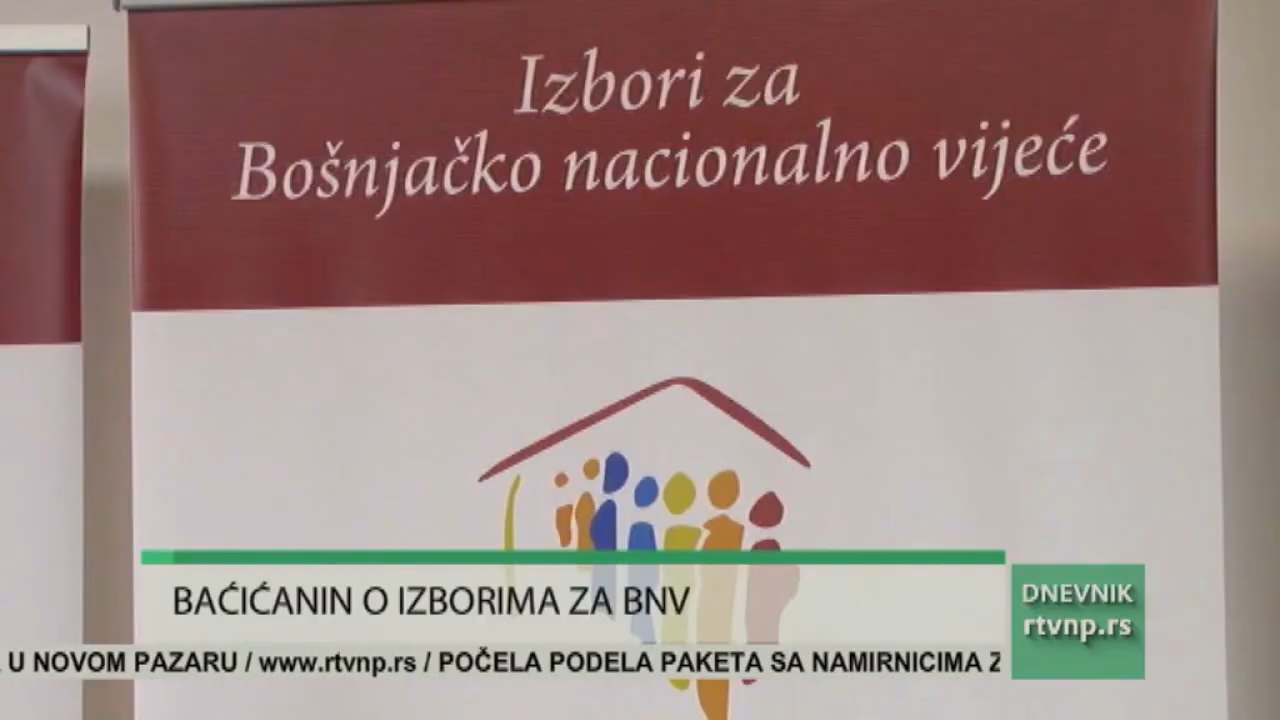 Izbori za
Bošnjačko nacionalno vijeće
BAĆIĆANIN O IZBORIMA ZA BNV
DNEVNIK
rtvnp.rs
U NOVOM PAZARU / www.rtvnp.rs / POČELA PODELA PAKETA SA NAMIRNICIMA Z